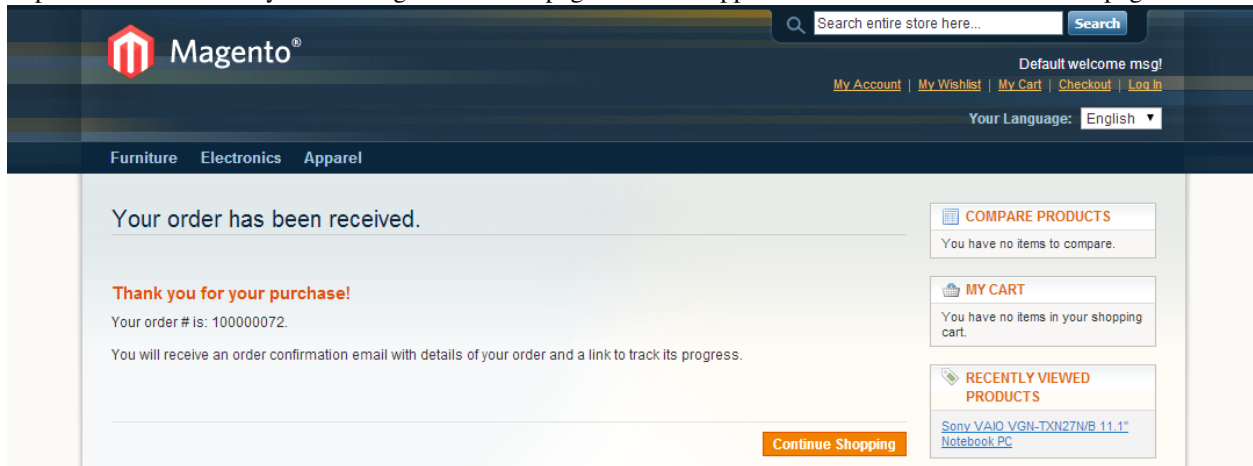 Magento®
Search entire store here...
Search
Default welcome msg!
My Account | My Wishlist | My Cart | Checkout | Log In
Your Language: English
Furniture Electronics Apparel
Your order has been received.
Thank you for your purchase!
Your order # is: 100000072.
You will receive an order confirmation email with details of your order and a link to track its progress.
Continue Shopping
COMPARE PRODUCTS
You have no items to compare.
MY CART
You have no items in your shopping
cart.
RECENTLY VIEWED
PRODUCTS
Sony VAIO VGN-TXN27N/B 11.1"
Notebook PC